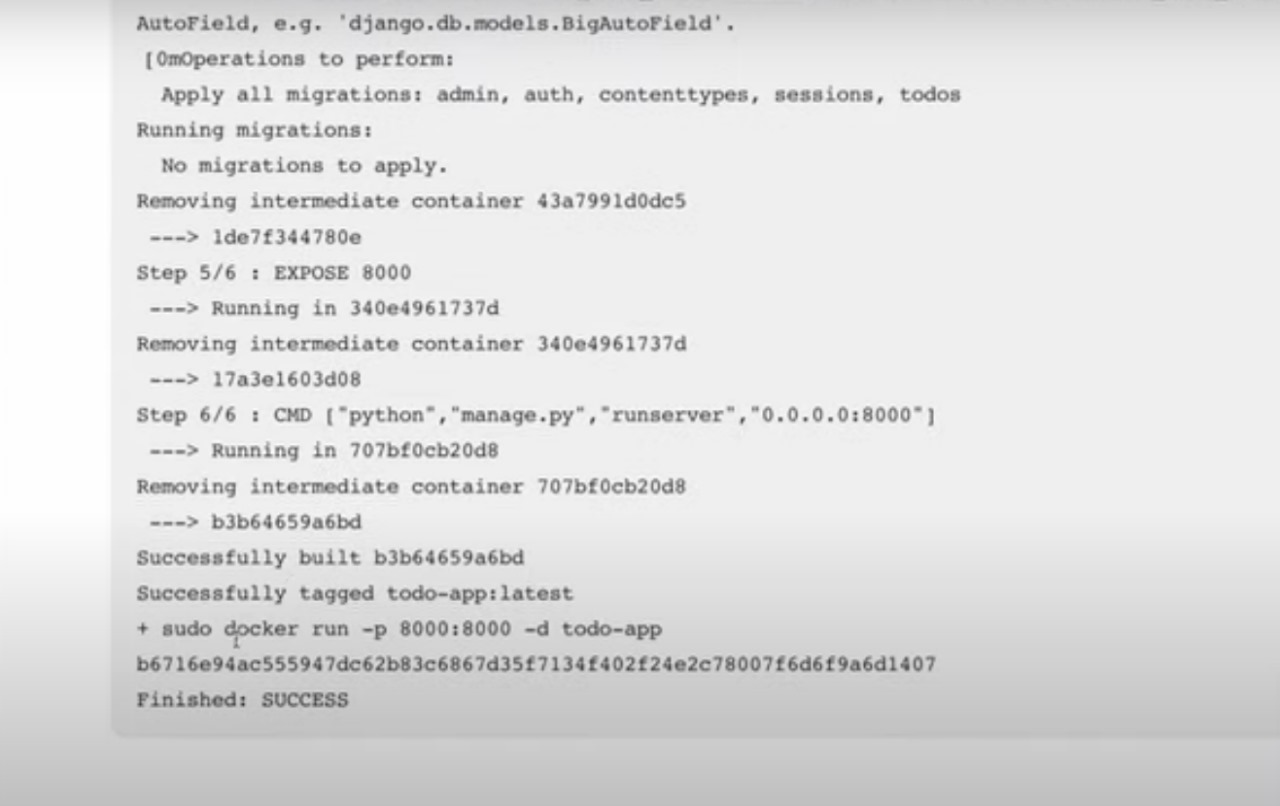 AutoField, e.g. 'django.db.models.BigAutoField'.
[0mOperations to perform:
Apply all migrations: admin, auth, contenttypes, sessions, todos
Running migrations:
No migrations to apply.
Removing intermediate container 43a7991d0dc5
---> 1de7f344780e
Step 5/6 : EXPOSE 8000
---> Running in 340e4961737d
Removing intermediate container 340e4961737d
---> 17a3e1603d08
Step 6/6 : CMD ["python","manage.py","runserver","0.0.0.0:8000"]
---> Running in 707bf0cb20d8
Removing intermediate container 707bf0cb20d8
---> b3b64659a6bd
Successfully built b3b64659a6bd
Successfully tagged todo-app:latest
+ sudo docker run -p 8000:8000 -d todo-app
b6716e94ac555947dc62b83c6867d35f7134f402f24e2c78007f6d6f9a6d1407
Finished: SUCCESS